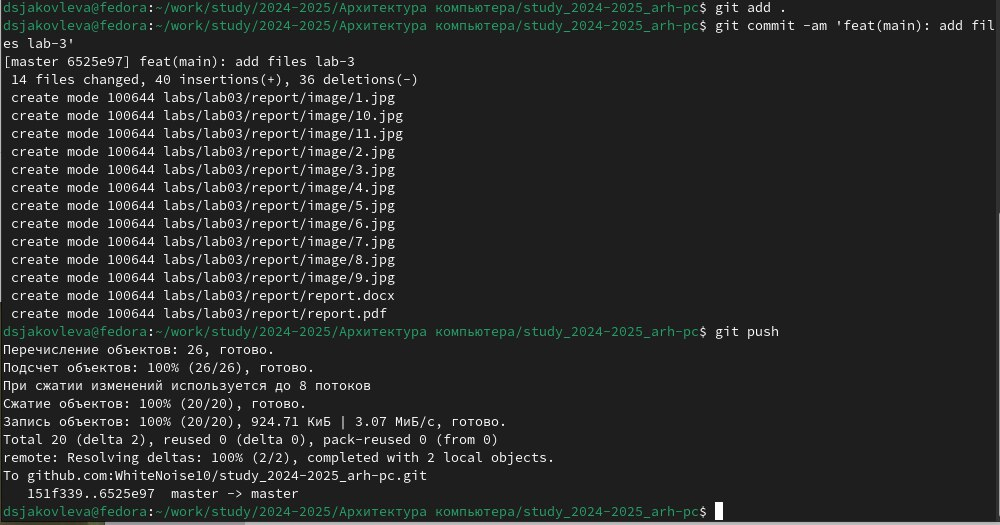 dsjakovleva@fedora:~/work/study/2024-2025/Архитектура компьютера/study_2024-2025_arh-pc$ git add .
dsjakovleva@fedora:~/work/study/2024-2025/Архитектура компьютера/study_2024-2025_arh-pc$ git commit -am 'feat(main): add fil
es lab-3'
[master 6525e97] feat(main): add files lab-3
 14 files changed, 40 insertions(+), 36 deletions(-)
 create mode 100644 labs/lab03/report/image/1.jpg
 create mode 100644 labs/lab03/report/image/10.jpg
 create mode 100644 labs/lab03/report/image/11.jpg
 create mode 100644 labs/lab03/report/image/2.jpg
 create mode 100644 labs/lab03/report/image/3.jpg
 create mode 100644 labs/lab03/report/image/4.jpg
 create mode 100644 labs/lab03/report/image/5.jpg
 create mode 100644 labs/lab03/report/image/6.jpg
 create mode 100644 labs/lab03/report/image/7.jpg
 create mode 100644 labs/lab03/report/image/8.jpg
 create mode 100644 labs/lab03/report/image/9.jpg
 create mode 100644 labs/lab03/report/report.docx
 create mode 100644 labs/lab03/report/report.pdf
dsjakovleva@fedora:~/work/study/2024-2025/Архитектура компьютера/study_2024-2025_arh-pc$ git push
Перечисление объектов: 26, готово.
Подсчет объектов: 100% (26/26), готово.
При сжатии изменений используется до 8 потоков
Сжатие объектов: 100% (20/20), готово.
Запись объектов: 100% (20/20), 924.71 КиБ | 3.07 МиБ/с, готово.
Total 20 (delta 2), reused 0 (delta 0), pack-reused 0 (from 0)
remote: Resolving deltas: 100% (2/2), completed with 2 local objects.
To github.com:WhiteNoise10/study_2024-2025_arh-pc.git
   151f339..6525e97  master -> master
dsjakovleva@fedora:~/work/study/2024-2025/Архитектура компьютера/study_2024-2025_arh-pc$